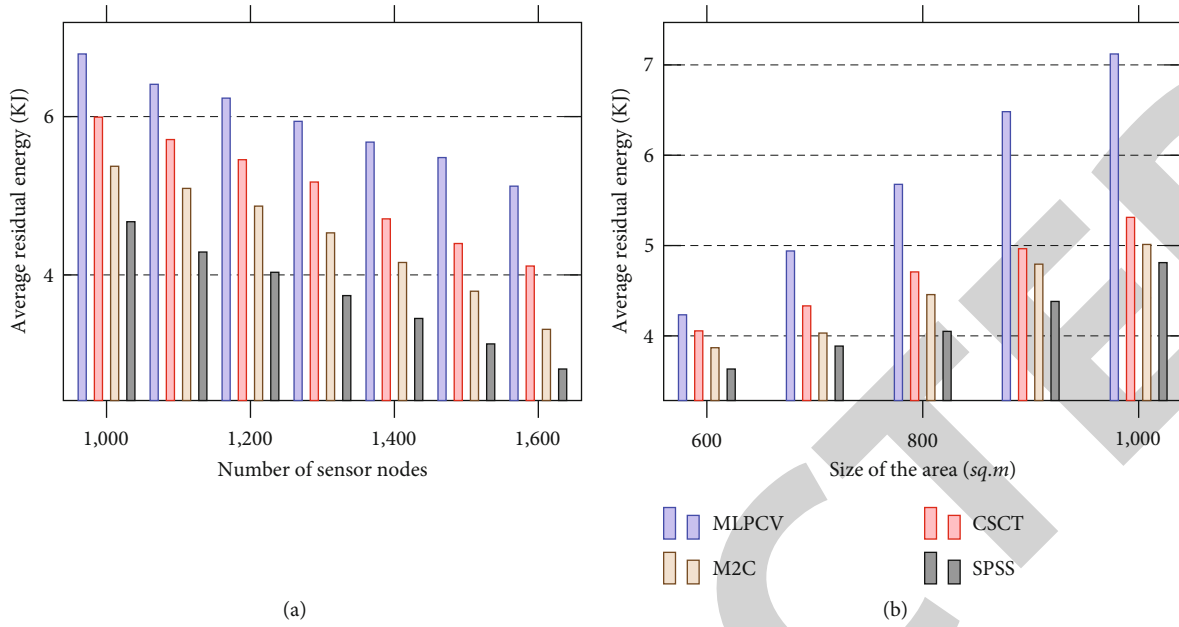 Average residual energy (KJ)
6
4
1,000
1,200
1,400
1,600
Number of sensor nodes
(a)
Average residual energy (KJ)
7
6
5
4
600
800
1,000
Size of the area (sq.m)
MLPCV
CSCT
M2C
SPSS
(b)